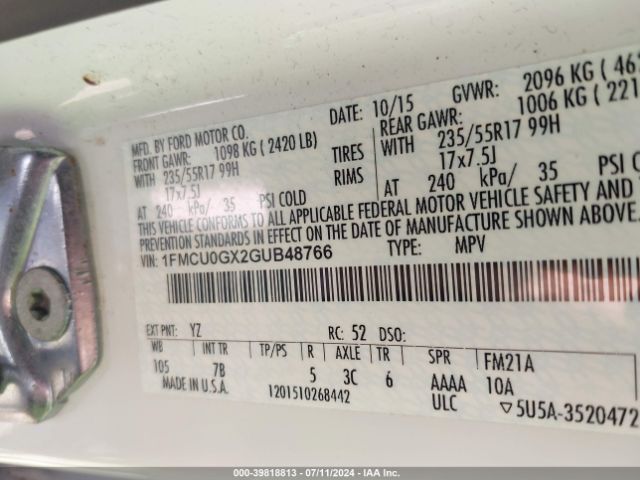 MFD. BY FORD MOTOR CO. DATE: 10/15 GVWR: 2096 KG ( 462
FRONT GAWR: 1098 KG ( 2420 LB) REAR GAWR: 1006 KG ( 221
WITH 235/55R17 99H TIRES WITH 235/55R17 99H
17x7.5J RIMS 17x7.5J
AT 240 kPa/ 35 PSI COLD AT 240 kPa/ 35 PSI CO
THIS VEHICLE CONFORMS TO ALL APPLICABLE FEDERAL MOTOR VEHICLE SAFETY AND
PREVENTION STANDARDS IN EFFECT ON THE DATE OF MANUFACTURE SHOWN ABOVE.
VIN: 1FMCU0GX2GUB48766 TYPE: MPV
EXT PNT: YZ RC: 52 DSO:
WB INT TR TP/PS R AXLE TR SPR FM21A
105 7B 5 3C 6 AAAA 10A
MADE IN U.S.A. 1201510268442 ULC ▽5U5A-3520472
000-39818813 - 07/11/2024 - IAA Inc.